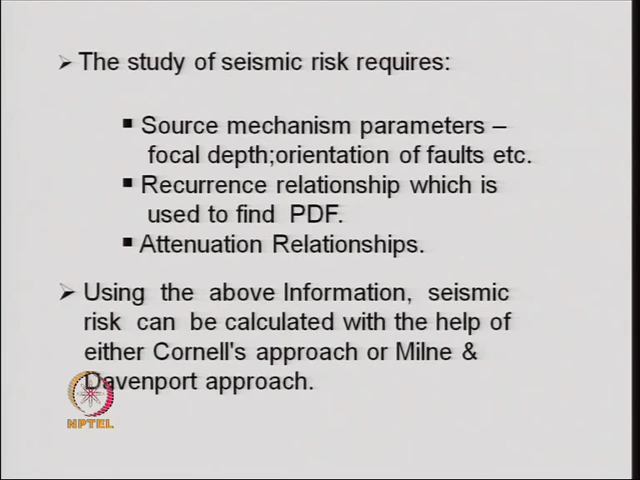 The study of seismic risk requires:
Source mechanism parameters –
focal depth;orientation of faults etc.
Recurrence relationship which is
used to find PDF.
Attenuation Relationships.
Using the above Information, seismic
risk can be calculated with the help of
either Cornell's approach or Milne &
Davenport approach.
NPTEL